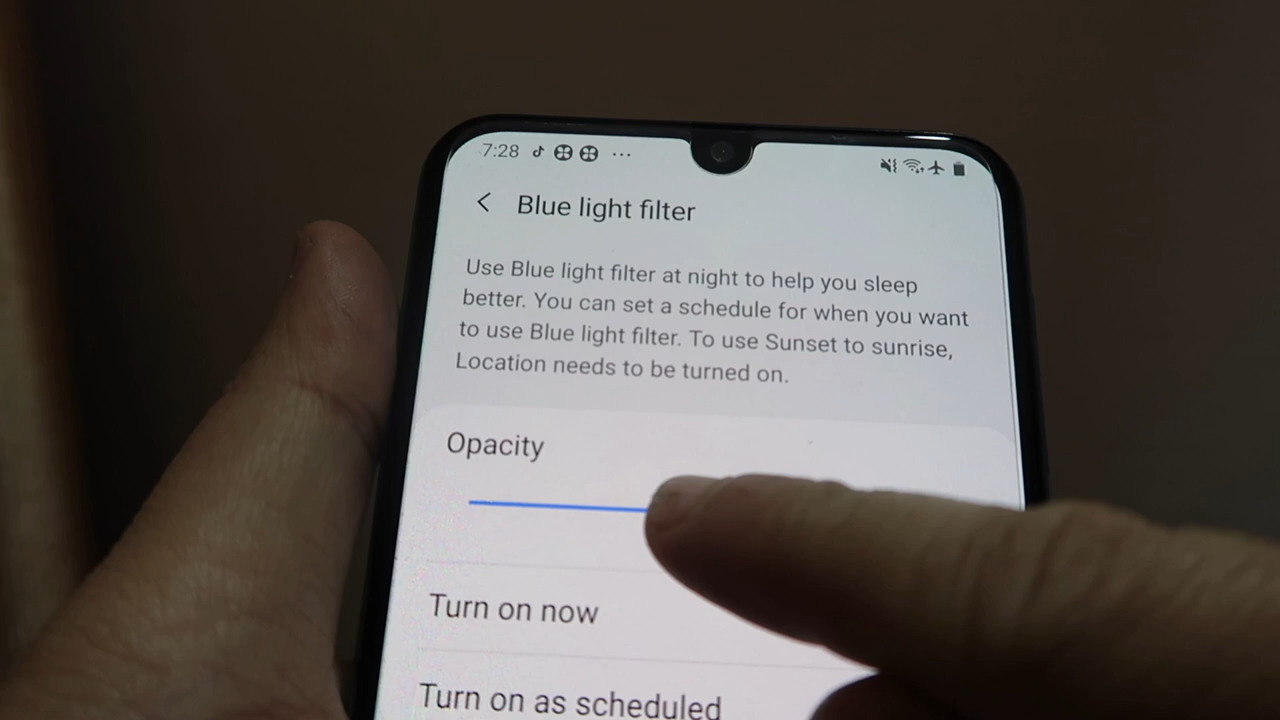 7:28
Blue light filter
Use Blue light filter at night to help you sleep
better. You can set a schedule for when you want
to use Blue light filter. To use Sunset to sunrise,
Location needs to be turned on.
Opacity
Turn on now
Turn on as scheduled